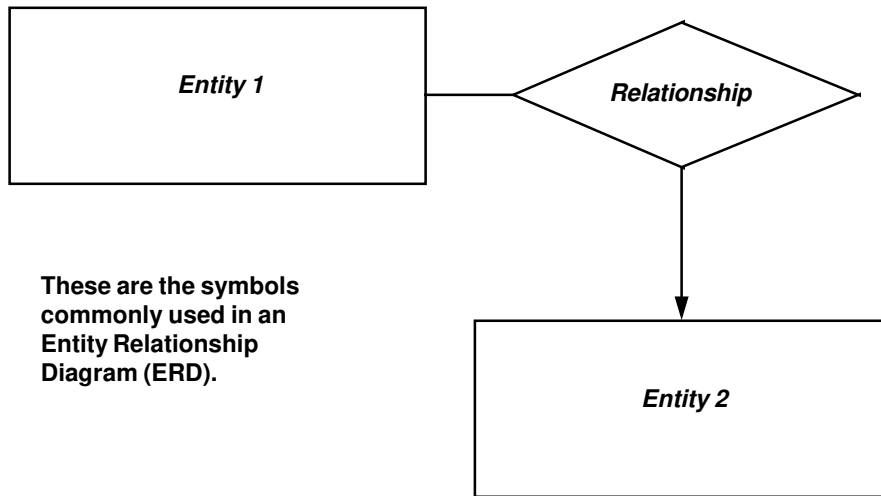 Entity 1
Relationship
These are the symbols
commonly used in an
Entity Relationship
Diagram (ERD).
Entity 2